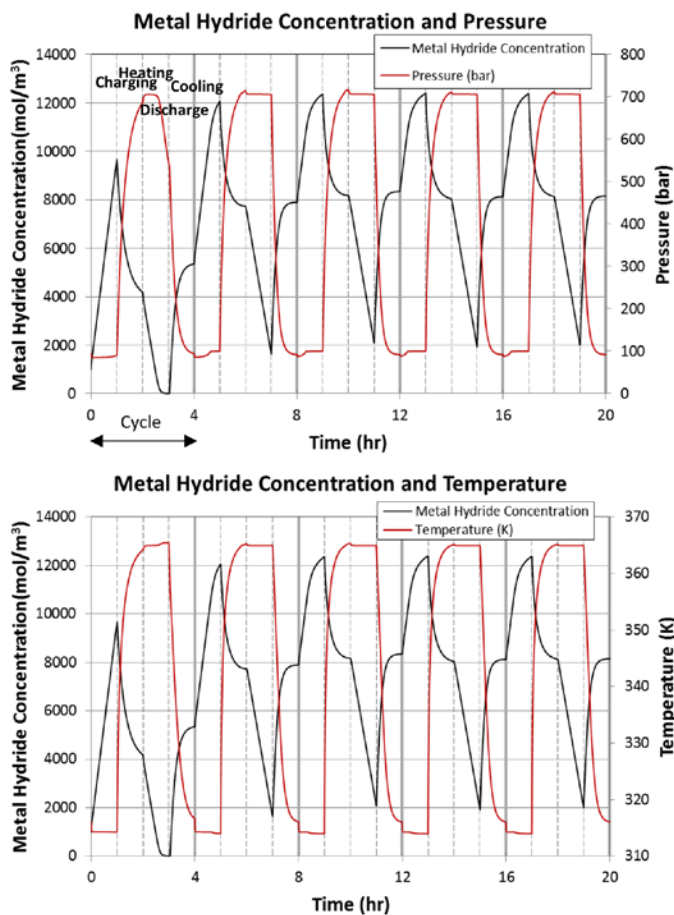 Metal Hydride Concentration and Pressure
Metal Hydride Concentration(mol/m³)
14000
12000
10000
8000
6000
4000
2000
0
Metal Hydride Concentration
Pressure (bar)
Charging
Heating
Cooling
Discharge
800
700
600
500
400
300
200
100
0
Pressure (bar)
0 4 8 12 16 20
Cycle
Time (hr)
Metal Hydride Concentration and Temperature
Metal Hydride Concentration(mol/m³)
14000
12000
10000
8000
6000
4000
2000
0
Metal Hydride Concentration
Temperature (K)
370
360
350
340
330
320
310
Temperature (K)
0 4 8 12 16 20
Time (hr)